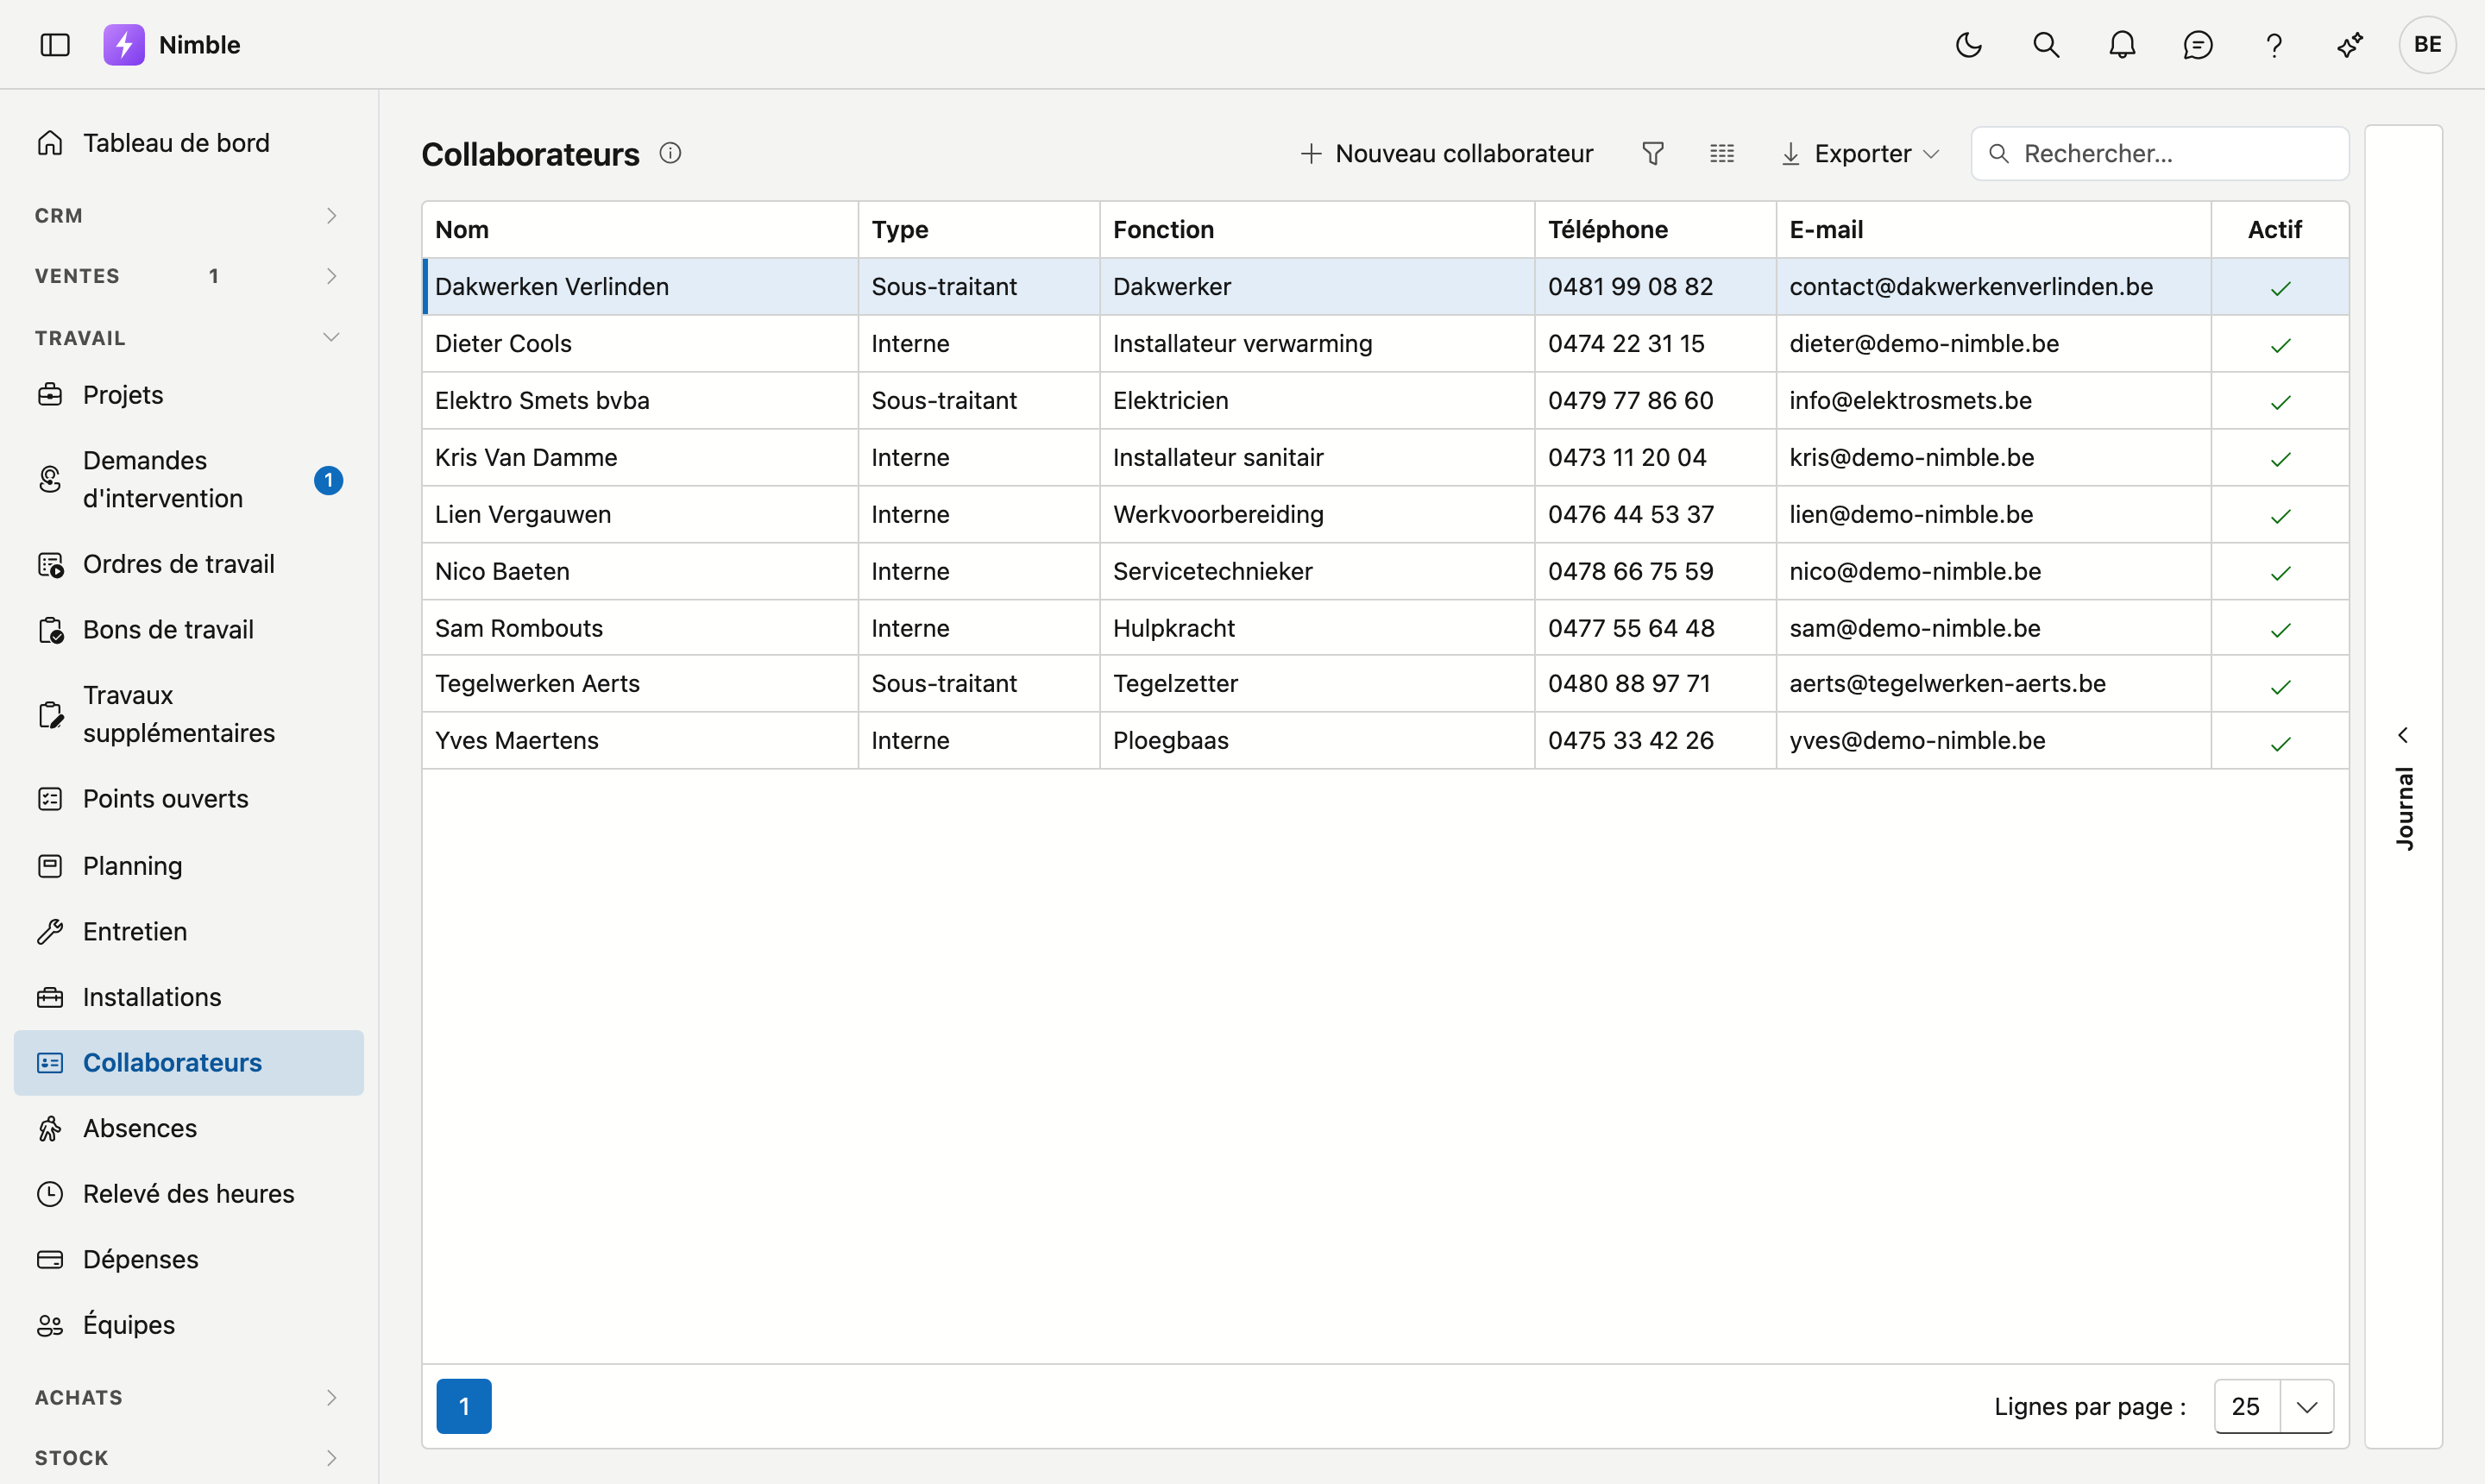 Nimble
BE
Tableau de bord
CRM
VENTES 1
TRAVAIL
Projets
Demandes
d'intervention
1
Ordres de travail
Bons de travail
Travaux
supplémentaires
Points ouverts
Planning
Entretien
Installations
Collaborateurs
Absences
Relevé des heures
Dépenses
Équipes
ACHATS
STOCK
Collaborateurs
Nouveau collaborateur
Exporter
Rechercher...
Nom Type Fonction Téléphone E-mail Actif
Dakwerken Verlinden Sous-traitant Dakwerker 0481 99 08 82 contact@dakwerkenverlinden.be
Dieter Cools Interne Installateur verwarming 0474 22 31 15 dieter@demo-nimble.be
Elektro Smets bvba Sous-traitant Elektricien 0479 77 86 60 info@elektrosmets.be
Kris Van Damme Interne Installateur sanitair 0473 11 20 04 kris@demo-nimble.be
Lien Vergauwen Interne Werkvoorbereiding 0476 44 53 37 lien@demo-nimble.be
Nico Baeten Interne Servicetechnieker 0478 66 75 59 nico@demo-nimble.be
Sam Rombouts Interne Hulpkracht 0477 55 64 48 sam@demo-nimble.be
Tegelwerken Aerts Sous-traitant Tegelzetter 0480 88 97 71 aerts@tegelwerken-aerts.be
Yves Maertens Interne Ploegbaas 0475 33 42 26 yves@demo-nimble.be
1
Lignes par page : 25
Journal